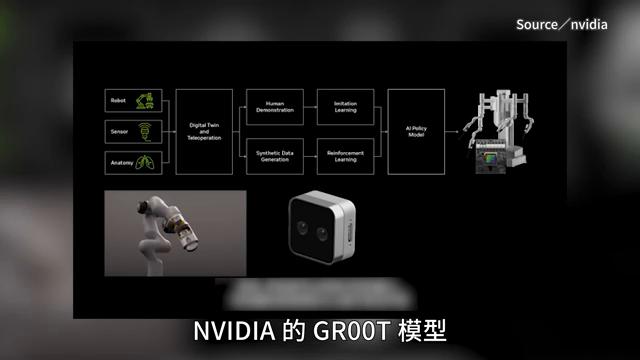 Source／nvidia
Robot
Sensor
Anatomy
Digital Twin
and
Teleoperation
Human
Demonstration
Synthetic Data
Generation
Imitation
Learning
Reinforcement
Learning
AI Policy
Model
NVIDIA 的 GR00T 模型